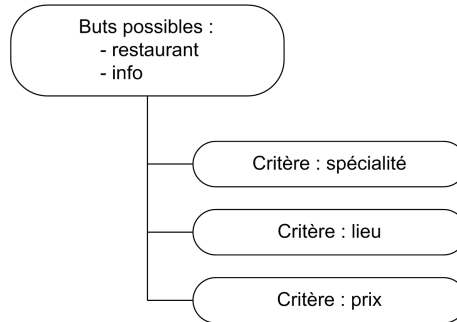 Buts possibles :
- restaurant
- info
Critère : spécialité
Critère : lieu
Critère : prix